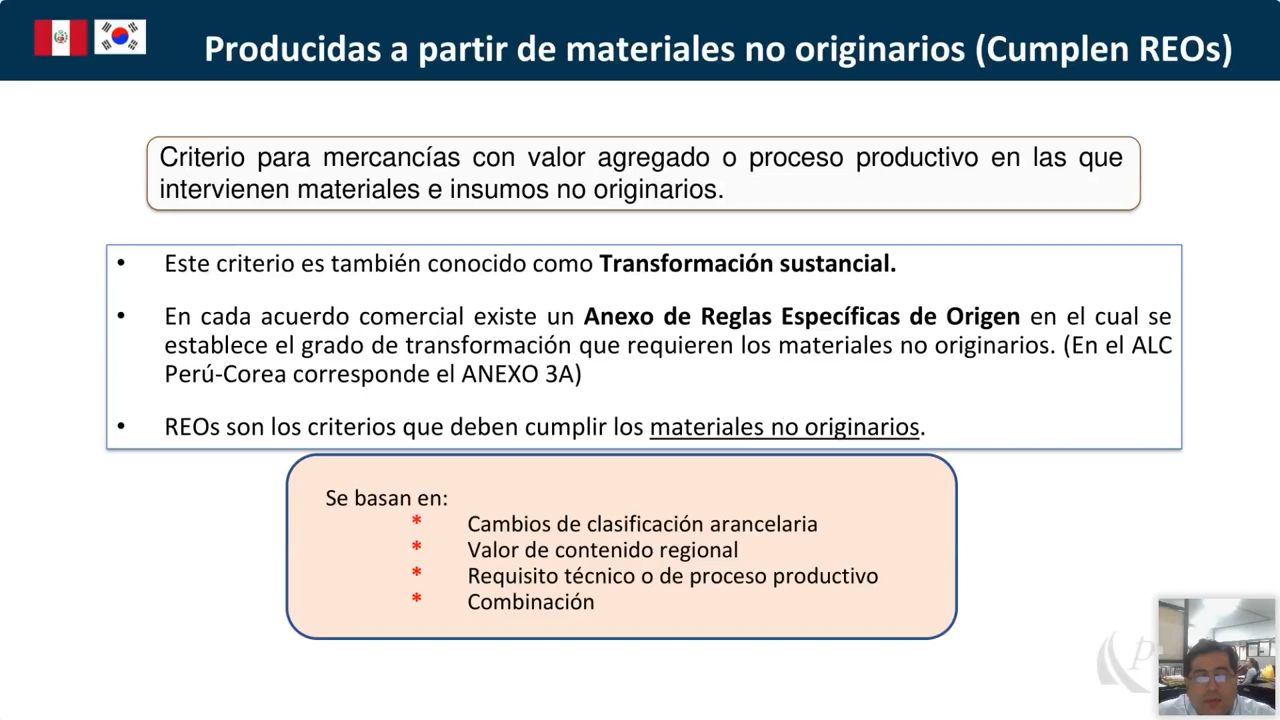 Producidas a partir de materiales no originarios (Cumplen REOs)
Criterio para mercancías con valor agregado o proceso productivo en las que
intervienen materiales e insumos no originarios.
• Este criterio es también conocido como Transformación sustancial.
• En cada acuerdo comercial existe un Anexo de Reglas Específicas de Origen en el cual se
establece el grado de transformación que requieren los materiales no originarios. (En el ALC
Perú-Corea corresponde el ANEXO 3A)
• REOs son los criterios que deben cumplir los materiales no originarios.
Se basan en:
* Cambios de clasificación arancelaria
* Valor de contenido regional
* Requisito técnico o de proceso productivo
* Combinación